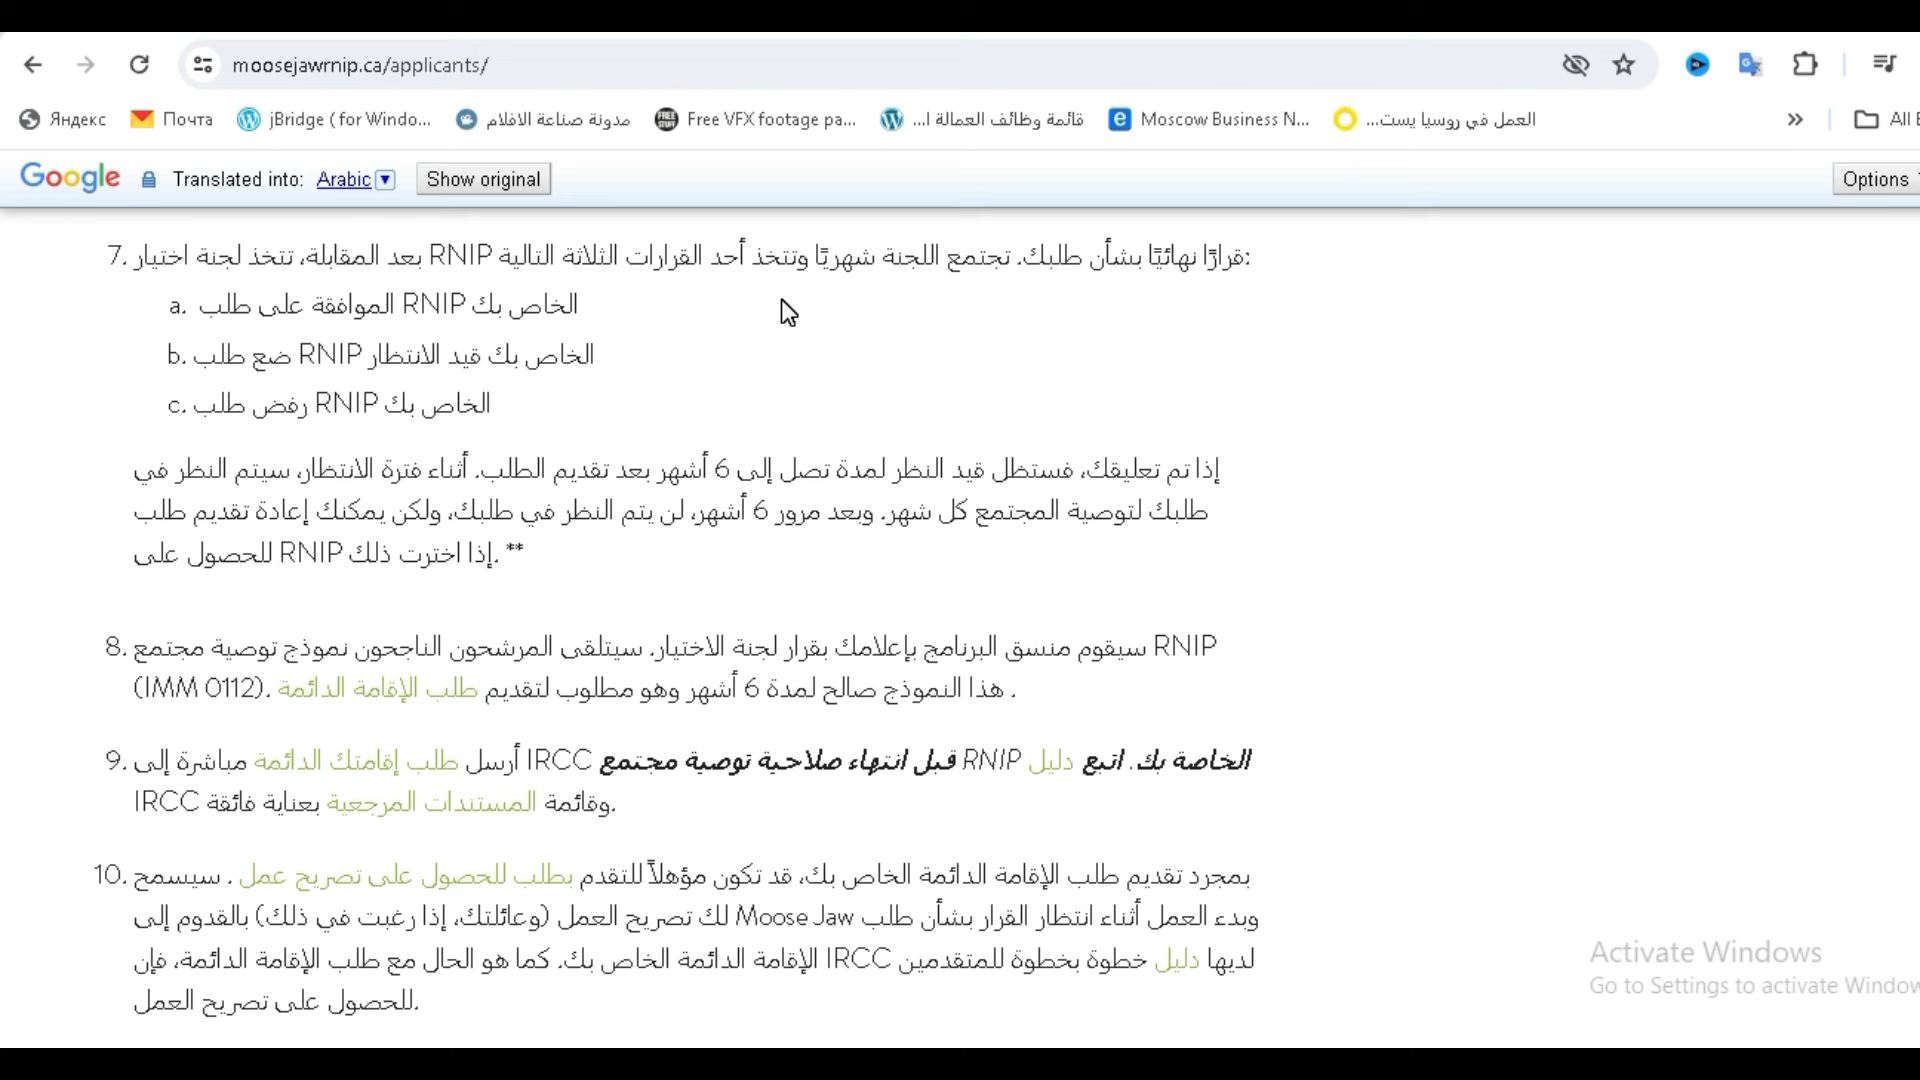 moosejawrnip.ca/applicants/
Яндекс Почта jBridge (for Windo... مدونة صناعة الافلام Free VFX footage pa... قائمة وظائف العمالة ا... Moscow Business N... العمل في روسيا يست... » All
Google Translated into: Arabic Show original Options
7. بعد المقابلة، تتخذ لجنة اختيار RNIP قرارًا نهائيًا بشأن طلبك. تجتمع اللجنة شهريًا وتتخذ أحد القرارات الثلاثة التالية:
a. الموافقة على طلب RNIP الخاص بك
b. ضع طلب RNIP الخاص بك قيد الانتظار
c. رفض طلب RNIP الخاص بك
إذا تم تعليقك، فستظل قيد النظر لمدة تصل إلى 6 أشهر بعد تقديم الطلب. أثناء فترة الانتظار، سيتم النظر في
طلبك لتوصية المجتمع كل شهر. وبعد مرور 6 أشهر، لن يتم النظر في طلبك، ولكن يمكنك إعادة تقديم طلب
للحصول على RNIP إذا اخترت ذلك. **
8. سيقوم منسق البرنامج بإعلامك بقرار لجنة الاختيار. سيتلقى المرشحون الناجحون نموذج توصية مجتمع RNIP
(IMM 0112). هذا النموذج صالح لمدة 6 أشهر وهو مطلوب لتقديم طلب الإقامة الدائمة .
9. أرسل طلب إقامتك الدائمة مباشرة إلى IRCC قبل انتهاء صلاحية توصية مجتمع RNIP الخاصة بك. اتبع دليل
IRCC وقائمة المستندات المرجعية بعناية فائقة.
10. بمجرد تقديم طلب الإقامة الدائمة الخاص بك، قد تكون مؤهلاً للتقدم بطلب للحصول على تصريح عمل . سيسمح
لك تصريح العمل (وعائلتك، إذا رغبت في ذلك) بالقدوم إلى Moose Jaw وبدء العمل أثناء انتظار القرار بشأن طلب
الإقامة الدائمة الخاص بك. كما هو الحال مع طلب الإقامة الدائمة، فإن IRCC لديها دليل خطوة بخطوة للمتقدمين
للحصول على تصريح العمل.
Activate Windows
Go to Settings to activate Window